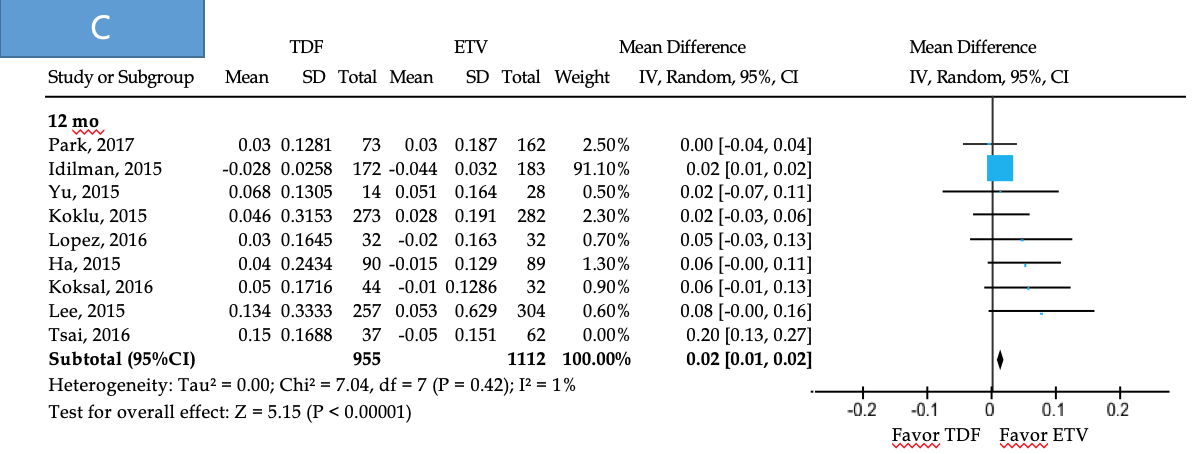 C
TDF ETV Mean Difference Mean Difference
Study or Subgroup Mean SD Total Mean SD Total Weight IV, Random, 95%, CI IV, Random, 95%, CI
12 mo
Park, 2017 0.03 0.1281 73 0.03 0.187 162 2.50% 0.00 [-0.04, 0.04]
Idilman, 2015 -0.028 0.0258 172 -0.044 0.032 183 91.10% 0.02 [0.01, 0.02]
Yu, 2015 0.068 0.1305 14 0.051 0.164 28 0.50% 0.02 [-0.07, 0.11]
Koklu, 2015 0.046 0.3153 273 0.028 0.191 282 2.30% 0.02 [-0.03, 0.06]
Lopez, 2016 0.03 0.1645 32 -0.02 0.163 32 0.70% 0.05 [-0.03, 0.13]
Ha, 2015 0.04 0.2434 90 -0.015 0.129 89 1.30% 0.06 [-0.00, 0.11]
Koksal, 2016 0.05 0.1716 44 -0.01 0.1286 32 0.90% 0.06 [-0.01, 0.13]
Lee, 2015 0.134 0.3333 257 0.053 0.629 304 0.60% 0.08 [-0.00, 0.16]
Tsai, 2016 0.15 0.1688 37 -0.05 0.151 62 0.00% 0.20 [0.13, 0.27]
Subtotal (95%CI) 955 1112 100.00% 0.02 [0.01, 0.02]
Heterogeneity: Tau² = 0.00; Chi² = 7.04, df = 7 (P = 0.42); I² = 1%
Test for overall effect: Z = 5.15 (P < 0.00001)
-0.2 -0.1 0 0.1 0.2
Favor TDF Favor ETV